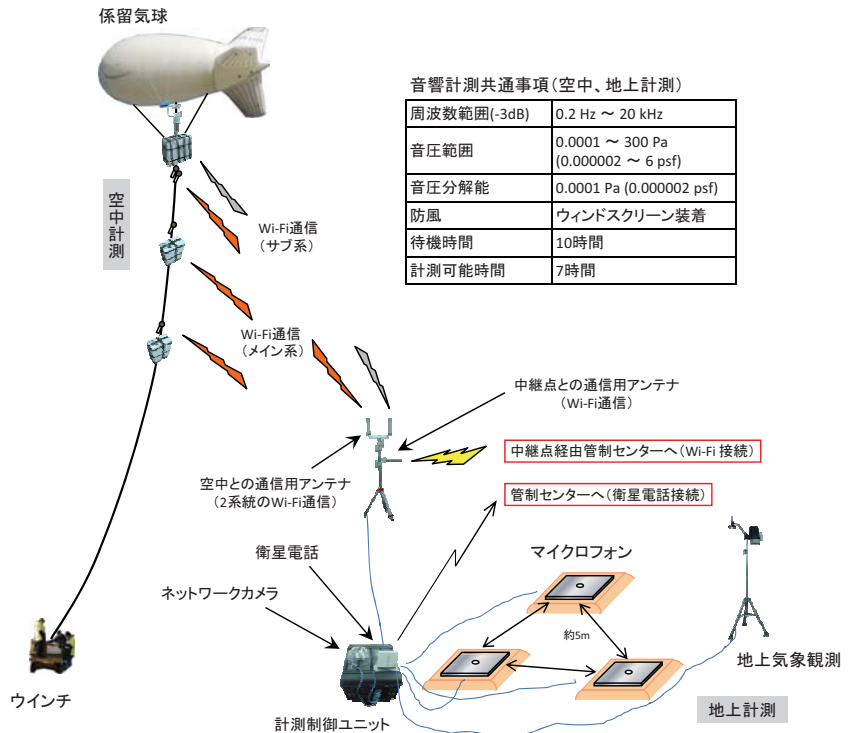 係留気球
音響計測共通事項(空中、地上計測)
周波数範囲(-3dB) 0.2 Hz ～ 20 kHz
音圧範囲 0.0001 ～ 300 Pa
(0.000002 ～ 6 psf)
音圧分解能 0.0001 Pa (0.000002 psf)
防風 ウィンドスクリーン装着
待機時間 10時間
計測可能時間 7時間
空中計測
Wi-Fi通信
(サブ系)
Wi-Fi通信
(メイン系)
中継点との通信用アンテナ
(Wi-Fi通信)
中継点経由管制センターへ(Wi-Fi 接続)
空中との通信用アンテナ
(2系統のWi-Fi通信)
管制センターへ(衛星電話接続)
衛星電話
マイクロフォン
ネットワークカメラ
約5m
地上気象観測
ウインチ
地上計測
計測制御ユニット